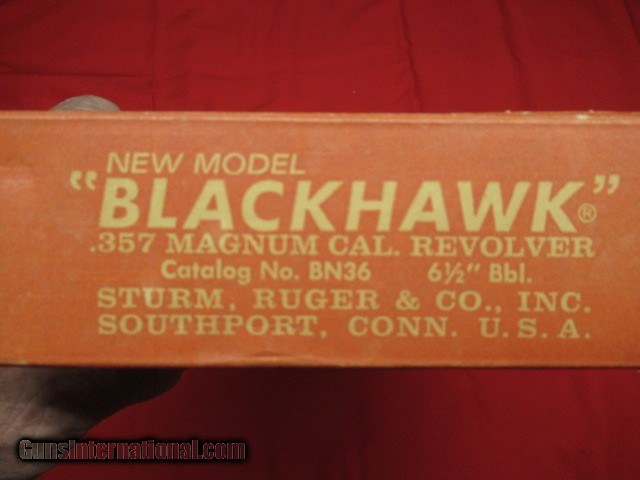 NEW MODEL
"BLACKHAWK"®
.357 MAGNUM CAL. REVOLVER
Catalog No. BN36 6½" Bbl.
STURM, RUGER & CO., INC.
SOUTHPORT, CONN. U.S.A.
GunsInternational.com